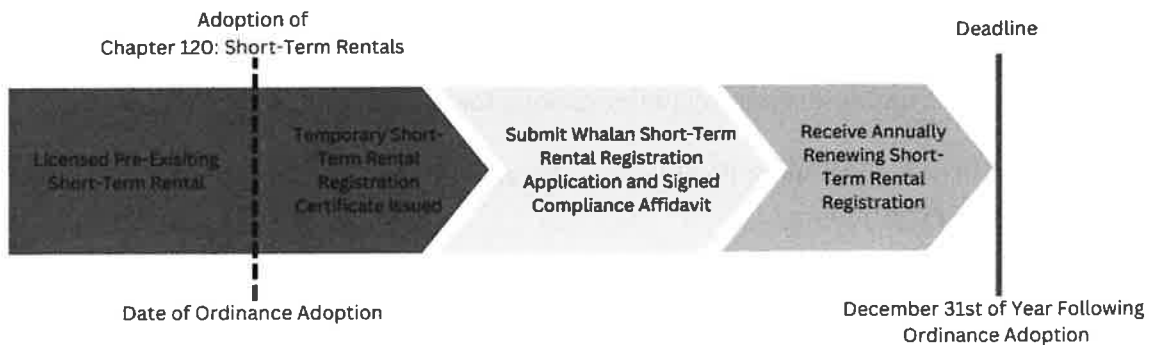 Adoption of
Chapter 120: Short-Term Rentals
Deadline
Licensed Pre-Exisiting
Short-Term Rental
Temporary Short-
Term Rental
Registration
Certificate Issued
Submit Whalan Short-Term
Rental Registration
Application and Signed
Compliance Affidavit
Receive Annually
Renewing Short-
Term Rental
Registration
Date of Ordinance Adoption
December 31st of Year Following
Ordinance Adoption